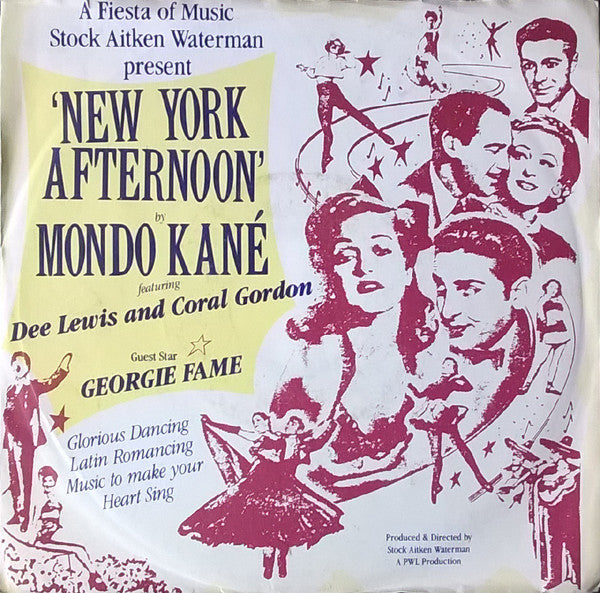 A Fiesta of Music
Stock Aitken Waterman
present
'NEW YORK
AFTERNOON'
by
MONDO KANÉ
featuring
Dee Lewis and Coral Gordon
Guest Star
GEORGIE FAME
Glorious Dancing
Latin Romancing
Music to make your
Heart Sing
Produced & Directed by
Stock Aitken Waterman
A PWL Production